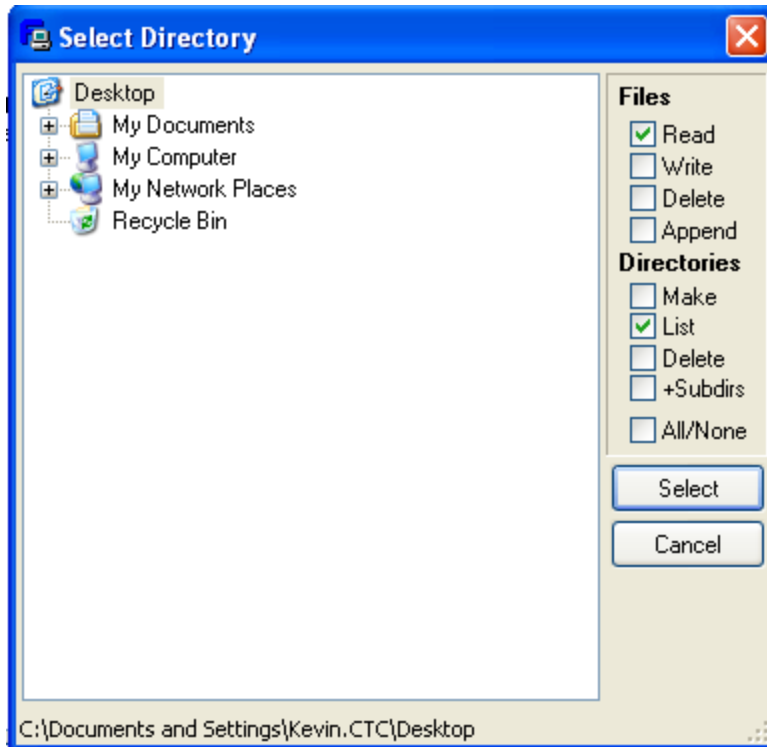 Select Directory
Desktop
My Documents
My Computer
My Network Places
Recycle Bin
Files
Read
Write
Delete
Append
Directories
Make
List
Delete
+Subdirs
All/None
Select
Cancel
C:\Documents and Settings\Kevin.CTC\Desktop